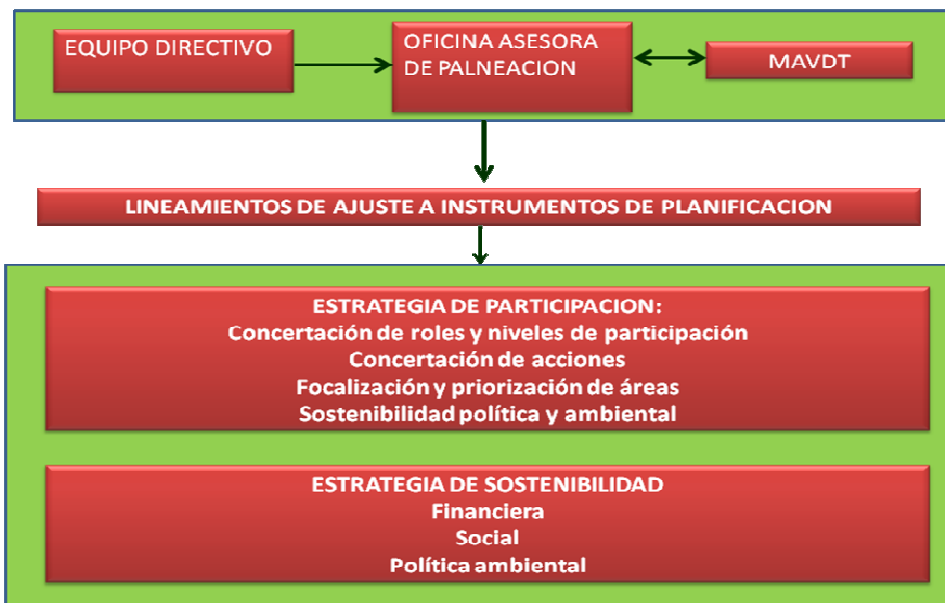 EQUIPO DIRECTIVO
OFICINA ASESORA
DE PALNEACION
MAVDT
LINEAMIENTOS DE AJUSTE A INSTRUMENTOS DE PLANIFICACION
ESTRATEGIA DE PARTICIPACION:
Concertación de roles y niveles de participación
Concertación de acciones
Focalización y priorización de áreas
Sostenibilidad política y ambiental
ESTRATEGIA DE SOSTENIBILIDAD
Financiera
Social
Política ambiental